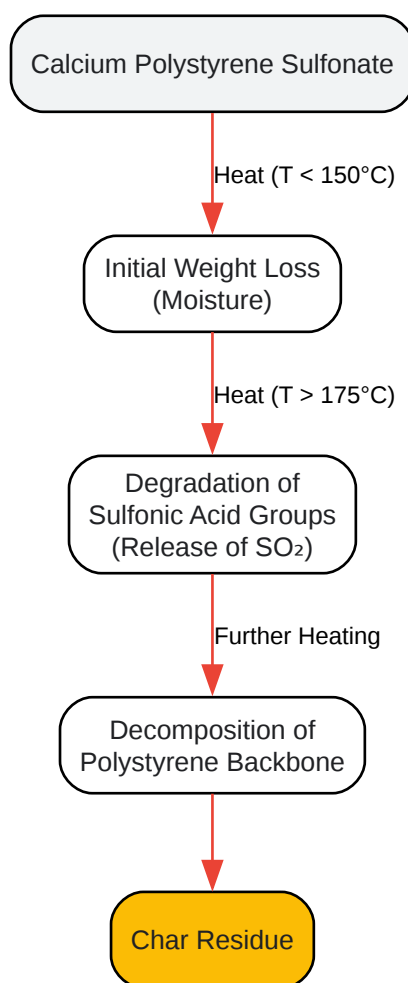 Calcium Polystyrene Sulfonate
Heat (T < 150°C)
Initial Weight Loss
(Moisture)
Heat (T > 175°C)
Degradation of
Sulfonic Acid Groups
(Release of SO₂)
Further Heating
Decomposition of
Polystyrene Backbone
Char Residue